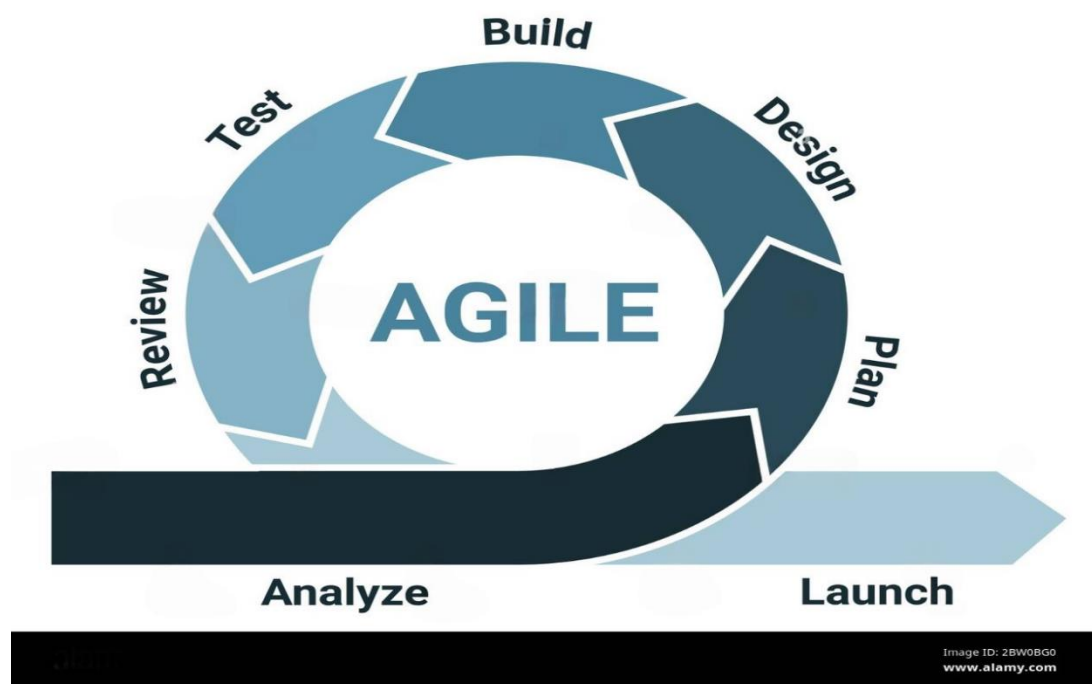 Build
Test
Design
AGILE
Review
Plan
Analyze
Launch
Image ID: 2BW0BG0
www.alamy.com